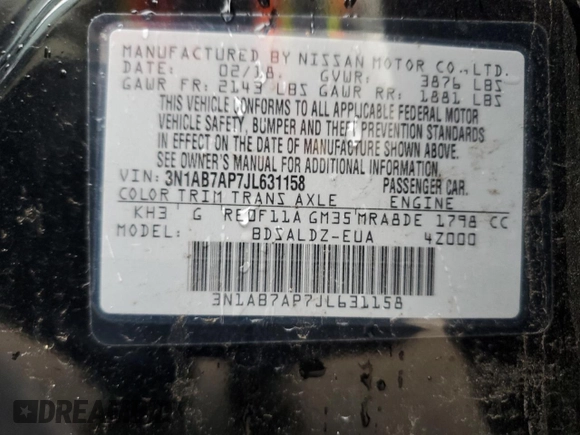 MANUFACTURED BY NISSAN MOTOR CO., LTD.
DATE: 02/18 GVWR: 3876 LBS
GAWR FR: 2143 LBS GAWR RR: 1881 LBS
THIS VEHICLE CONFORMS TO ALL APPLICABLE FEDERAL MOTOR
VEHICLE SAFETY, BUMPER AND THEFT PREVENTION STANDARDS
IN EFFECT ON THE DATE OF MANUFACTURE SHOWN ABOVE.
SEE OWNER'S MANUAL FOR ADDITIONAL INFORMATION.
VIN: 3N1AB7AP7JL631158 PASSENGER CAR.
COLOR TRIM TRANS AXLE ENGINE
KH3 G RE0F11A GM35 MRA8DE 1798 CC
MODEL: BDSALDZ-EUA 4Z000
3N1AB7AP7JL631158